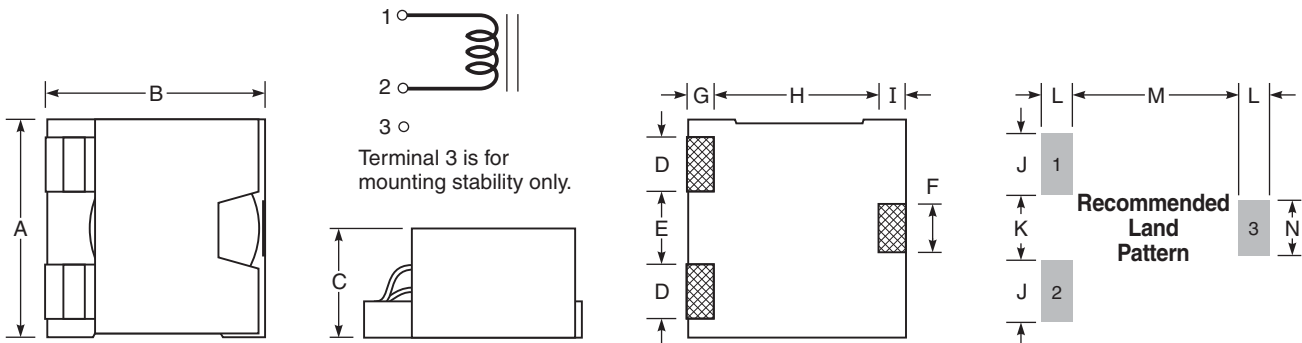 1
2
3
Terminal 3 is for
mounting stability only.
B
A
C
G H I
D
E
D
F
L M L
J
K
J
N
1
2
3
Recommended
Land
Pattern